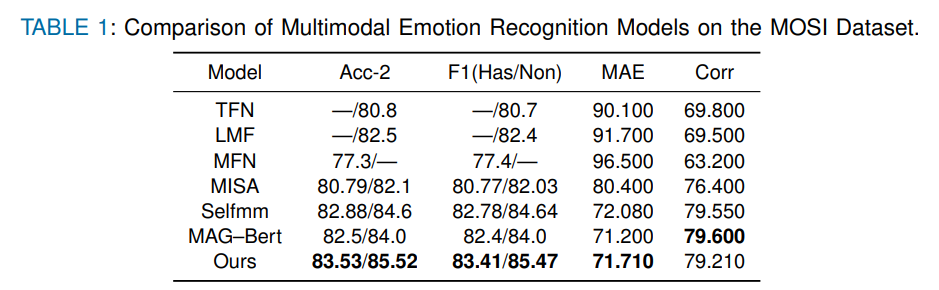 TABLE 1: Comparison of Multimodal Emotion Recognition Models on the MOSI Dataset.
Model Acc-2 F1(Has/Non) MAE Corr
TFN —/80.8 —/80.7 90.100 69.800
LMF —/82.5 —/82.4 91.700 69.500
MFN 77.3/— 77.4/— 96.500 63.200
MISA 80.79/82.1 80.77/82.03 80.400 76.400
Selfmm 82.88/84.6 82.78/84.64 72.080 79.550
MAG–Bert 82.5/84.0 82.4/84.0 71.200 79.600
Ours 83.53/85.52 83.41/85.47 71.710 79.210